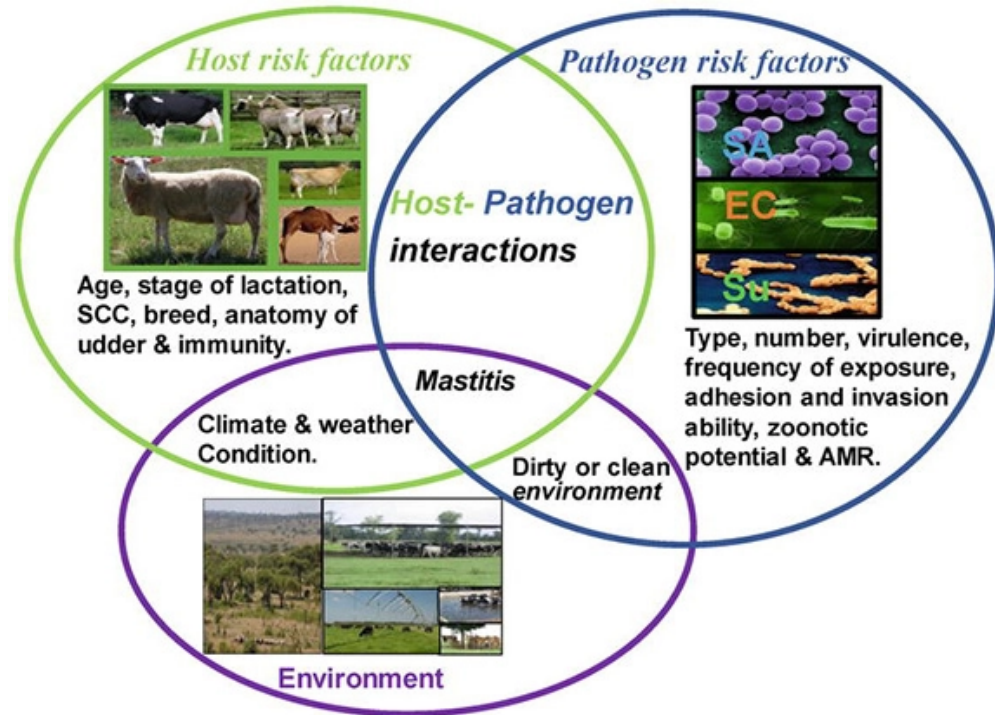 Host risk factors
Age, stage of lactation,
SCC, breed, anatomy of
udder & immunity.
Host- Pathogen
interactions
Pathogen risk factors
SA
EC
Su
Type, number, virulence,
frequency of exposure,
adhesion and invasion
ability, zoonotic
potential & AMR.
Mastitis
Climate & weather
Condition.
Dirty or clean
environment
Environment